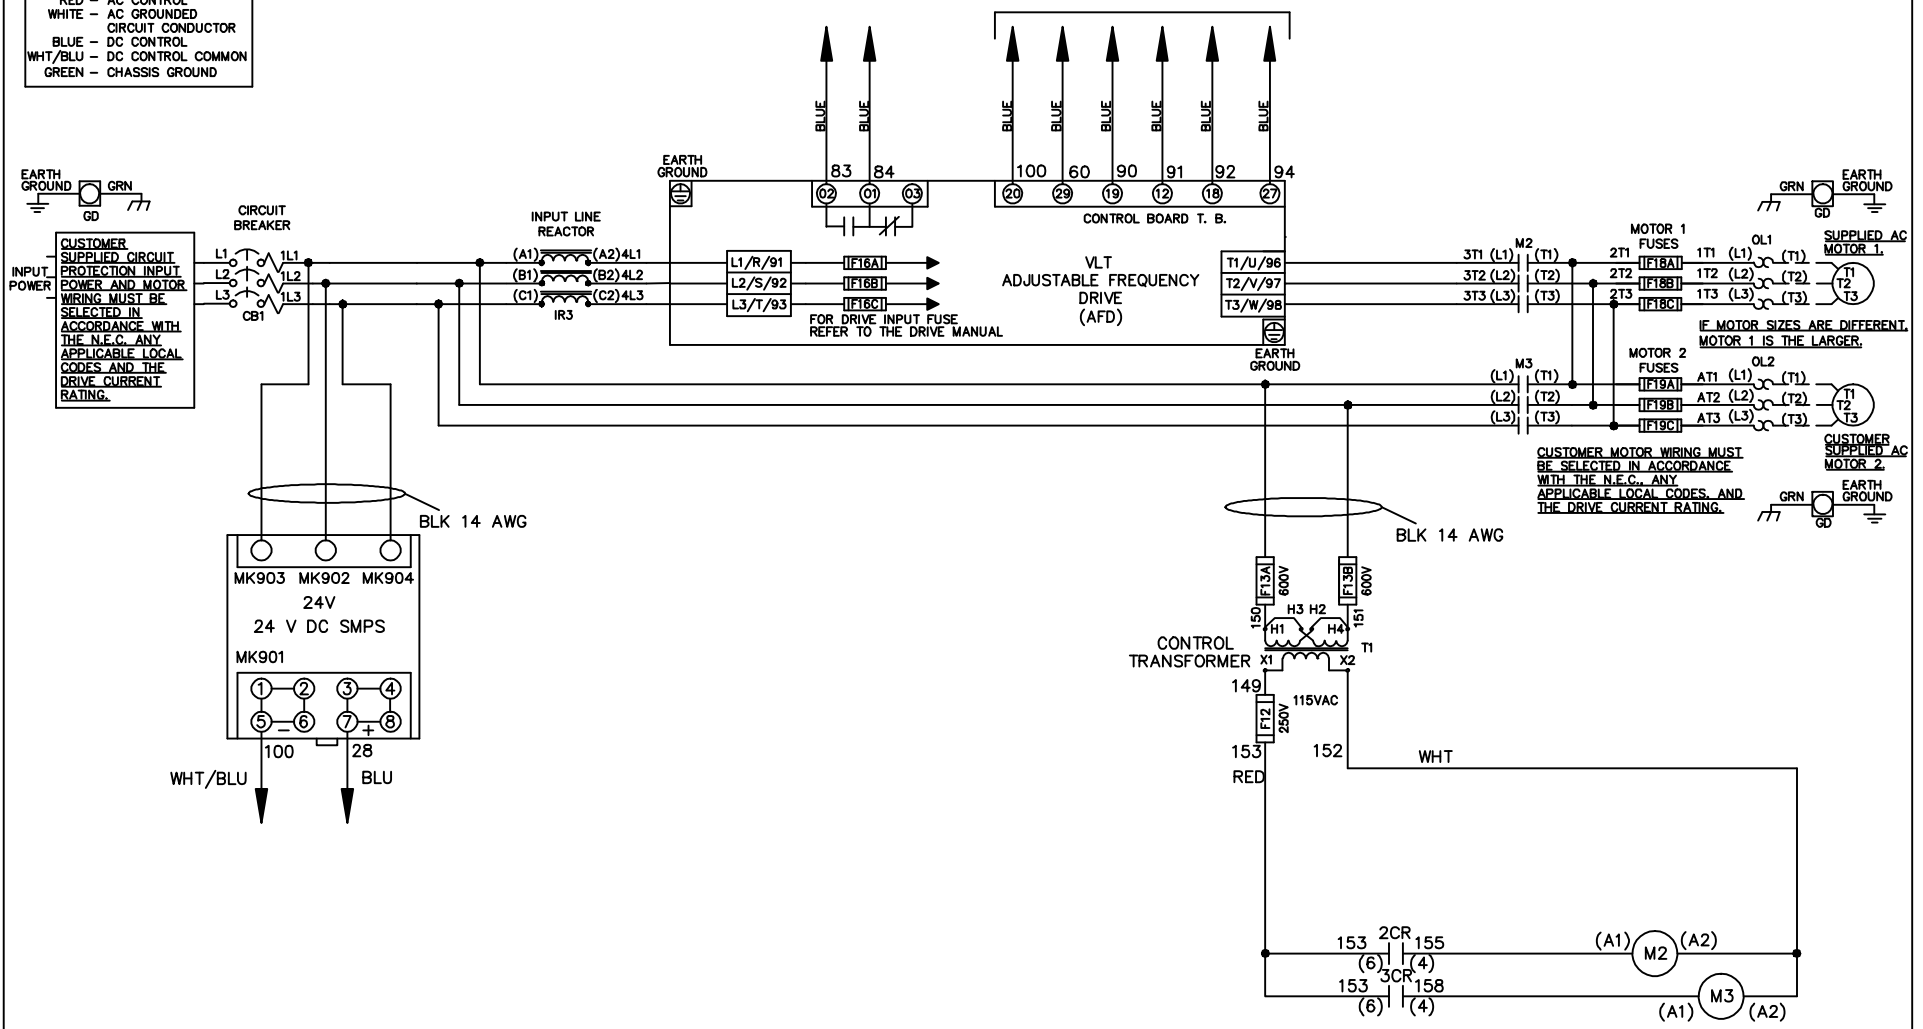 RED – AC CONTROL
WHITE – AC GROUNDED
CIRCUIT CONDUCTOR
BLUE – DC CONTROL
WHT/BLU – DC CONTROL COMMON
GREEN – CHASSIS GROUND
BLUE
BLUE
BLUE
BLUE
BLUE
BLUE
BLUE
BLUE
EARTH
GROUND
GRN
GD
EARTH
GROUND
83 84
02 01 03
100 60 90 91 92 94
20 29 19 12 18 27
CONTROL BOARD T. B.
GRN
EARTH
GROUND
GD
CIRCUIT
BREAKER
INPUT LINE
REACTOR
INPUT
POWER
CUSTOMER
SUPPLIED CIRCUIT
PROTECTION INPUT
POWER AND MOTOR
WIRING MUST BE
SELECTED IN
ACCORDANCE WITH
THE N.E.C. ANY
APPLICABLE LOCAL
CODES AND THE
DRIVE CURRENT
RATING.
L1 1L1
L2 1L2
L3 1L3
CB1
(A1) (A2) 4L1
(B1) (B2) 4L2
(C1) (C2) 4L3
IR3
L1/R/91 F16A
L2/S/92 F16B
L3/T/93 F16C
FOR DRIVE INPUT FUSE
REFER TO THE DRIVE MANUAL
VLT
ADJUSTABLE FREQUENCY
DRIVE
(AFD)
T1/U/96
T2/V/97
T3/W/98
EARTH
GROUND
M2
3T1 (L1) (T1)
3T2 (L2) (T2)
3T3 (L3) (T3)
MOTOR 1
FUSES
2T1 F18A 1T1 (L1)
2T2 F18B 1T2 (L2)
2T3 F18C 1T3 (L3)
OL1
(T1)
(T2)
(T3)
SUPPLIED AC
MOTOR 1.
T1
T2
T3
IF MOTOR SIZES ARE DIFFERENT,
MOTOR 1 IS THE LARGER.
M3
(L1) (T1)
(L2) (T2)
(L3) (T3)
MOTOR 2
FUSES
F19A AT1 (L1)
F19B AT2 (L2)
F19C AT3 (L3)
OL2
(T1)
(T2)
(T3)
T1
T2
T3
CUSTOMER
SUPPLIED AC
MOTOR 2.
CUSTOMER MOTOR WIRING MUST
BE SELECTED IN ACCORDANCE
WITH THE N.E.C., ANY
APPLICABLE LOCAL CODES, AND
THE DRIVE CURRENT RATING.
GRN
EARTH
GROUND
GD
BLK 14 AWG
BLK 14 AWG
MK903 MK902 MK904
24V
24 V DC SMPS
MK901
1 2 3 4
5 6 7 8
– +
100 28
WHT/BLU BLU
F13A 600V
F13B 600V
150 151
H3 H2
H1 H4
T1
CONTROL
TRANSFORMER
X1 X2
149
115VAC
F12 250V
153 152
RED
WHT
2CR
153 155
(6) (4)
(A1) M2 (A2)
3CR
153 158
(6) (4)
(A1) M3 (A2)